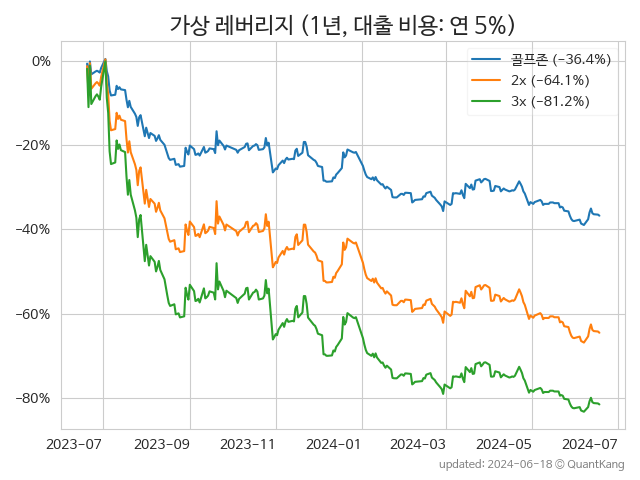 가상 레버리지 (1년, 대출 비용: 연 5%)
골프존 (−36.4%)
2x (−64.1%)
3x (−81.2%)
0%
−20%
−40%
−60%
−80%
2023−07 2023−09 2023−11 2024−01 2024−03 2024−05 2024−07
updated: 2024-06-18 © QuantKang